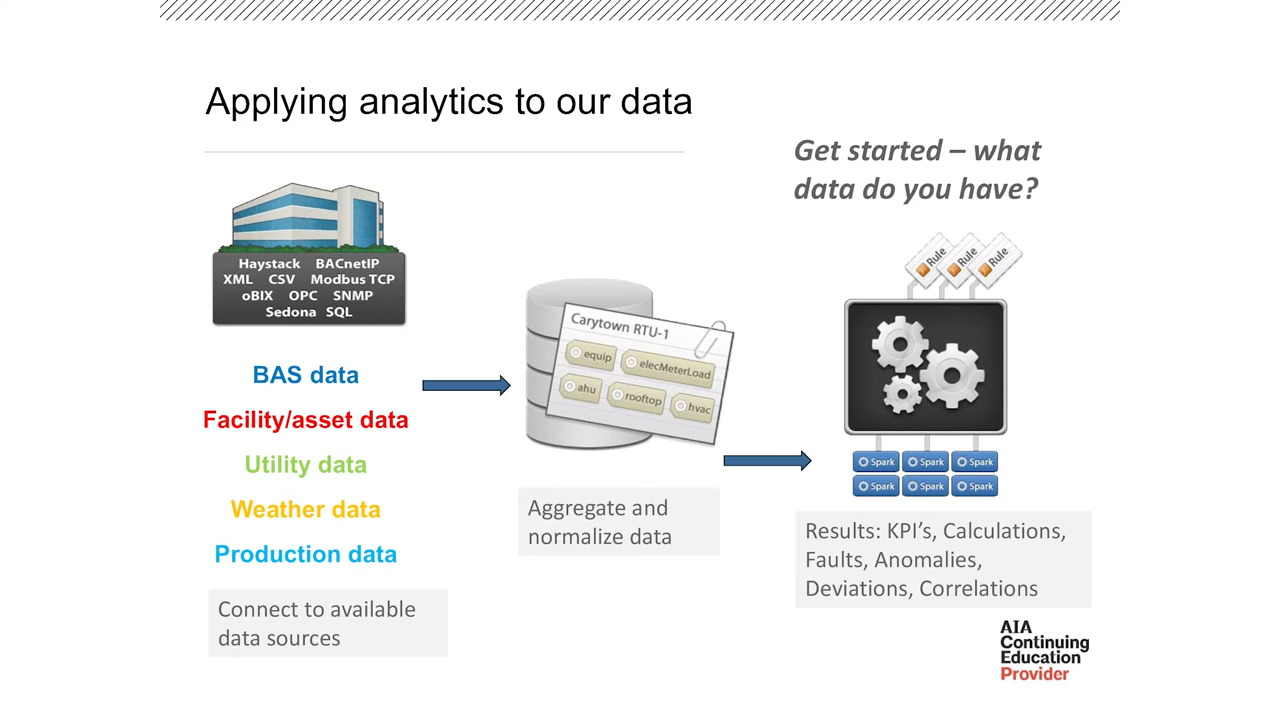 Applying analytics to our data
Get started – what
data do you have?
Haystack BACnetIP
XML CSV Modbus TCP
oBIX OPC SNMP
Sedona SQL
BAS data
Facility/asset data
Utility data
Weather data
Production data
Connect to available
data sources
Carytown RTU-1
equip elecMeterLoad
ahu rooftop hvac
Aggregate and
normalize data
Rule Rule Rule
Spark Spark Spark
Spark Spark Spark
Results: KPI’s, Calculations,
Faults, Anomalies,
Deviations, Correlations
AIA
Continuing
Education
Provider